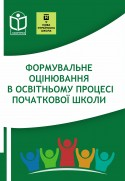 ФОРМУВАЛЬНЕ
ОЦІНЮВАННЯ
В ОСВІТНЬОМУ ПРОЦЕСІ
ПОЧАТКОВОЇ ШКОЛИ